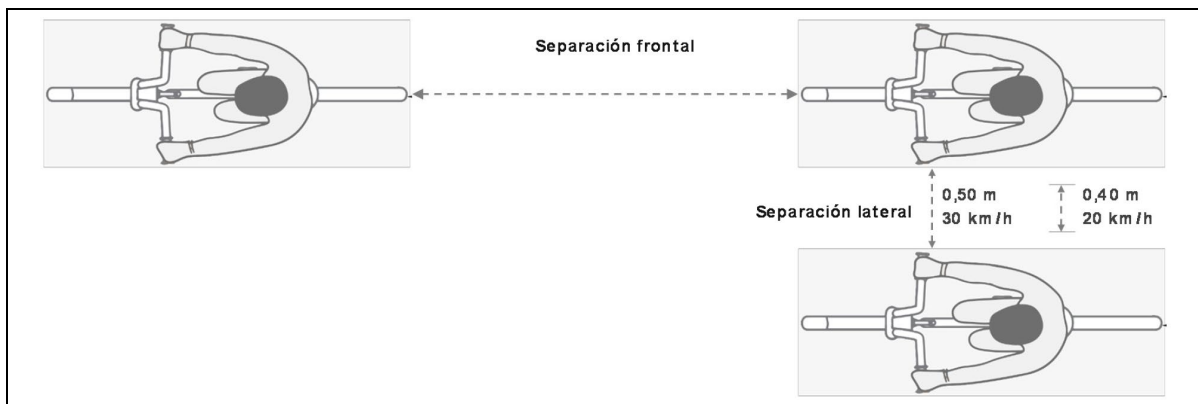 Separación frontal
0,50 m
30 km/h
0,40 m
20 km/h
Separación lateral